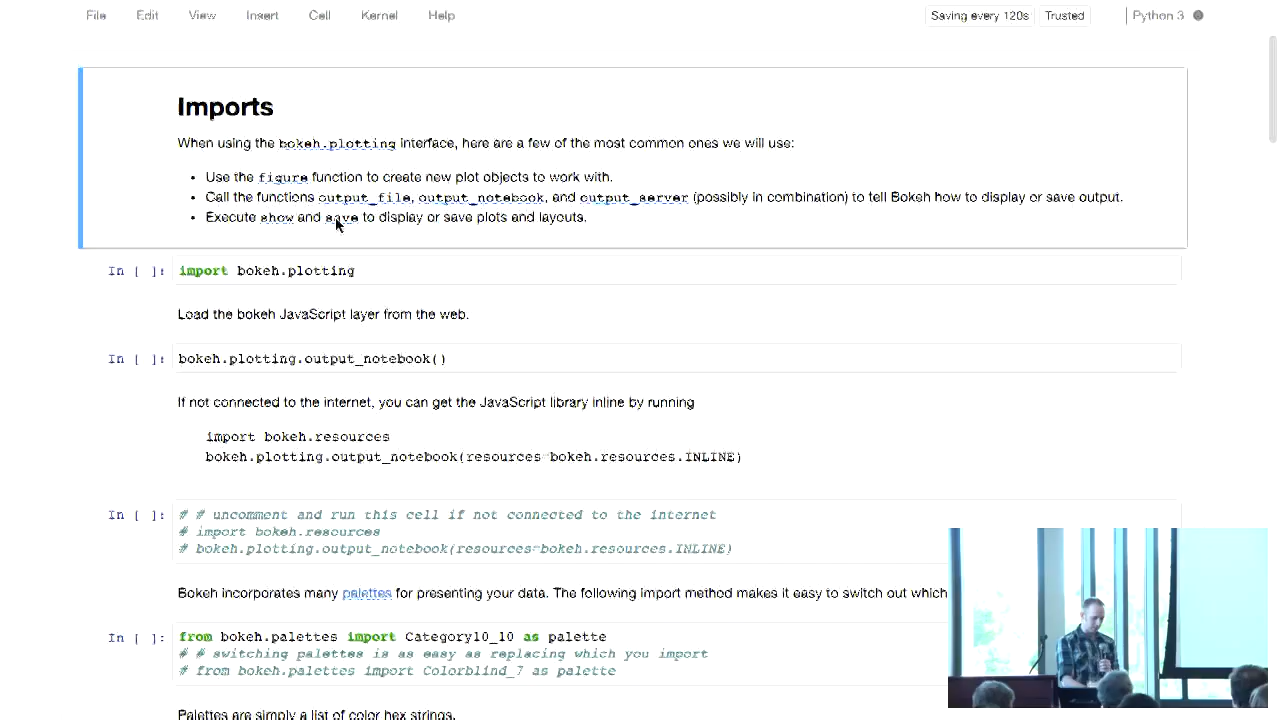 File Edit View Insert Cell Kernel Help Saving every 120s Trusted Python 3
Imports
When using the bokeh.plotting interface, here are a few of the most common ones we will use:
• Use the figure function to create new plot objects to work with.
• Call the functions output_file, output_notebook, and output_server (possibly in combination) to tell Bokeh how to display or save output.
• Execute show and save to display or save plots and layouts.
In [ ]: import bokeh.plotting
Load the bokeh JavaScript layer from the web.
In [ ]: bokeh.plotting.output_notebook()
If not connected to the internet, you can get the JavaScript library inline by running
import bokeh.resources
bokeh.plotting.output_notebook(resources=bokeh.resources.INLINE)
In [ ]: # # uncomment and run this cell if not connected to the internet
# import bokeh.resources
# bokeh.plotting.output_notebook(resources=bokeh.resources.INLINE)
Bokeh incorporates many palettes for presenting your data. The following import method makes it easy to switch out which
In [ ]: from bokeh.palettes import Category10_10 as palette
# # switching palettes is as easy as replacing which you import
# from bokeh.palettes import Colorblind_7 as palette
Palettes are simply a list of color hex strings.